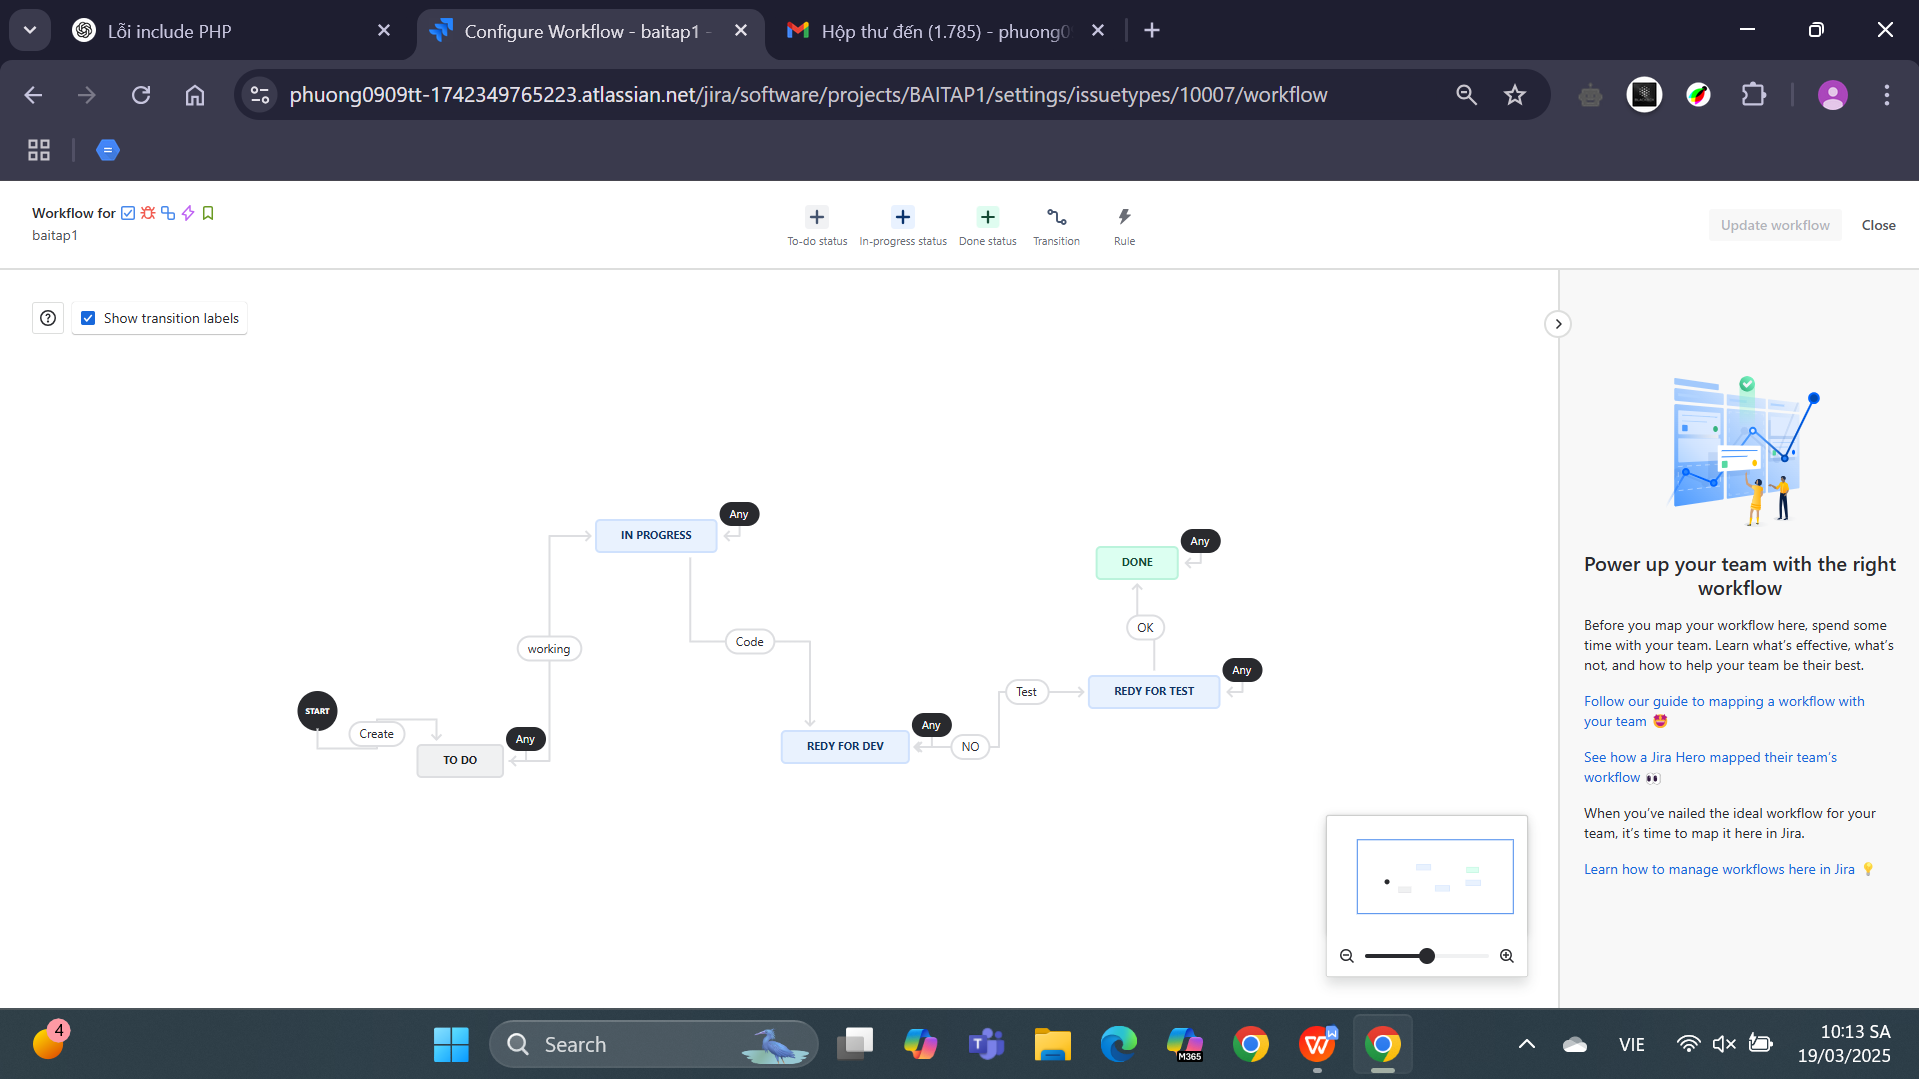 Lỗi include PHP
Configure Workflow - baitap1 -
Hộp thư đến (1.785) - phuong0
phuong0909tt-1742349765223.atlassian.net/jira/software/projects/BAITAP1/settings/issuetypes/10007/workflow
Workflow for
baitap1
To-do status
In-progress status
Done status
Transition
Rule
Update workflow
Close
Show transition labels
Any
IN PROGRESS
Any
DONE
OK
Code
working
Any
Test
REDY FOR TEST
START
Create
Any
TO DO
Any
REDY FOR DEV
NO
Power up your team with the right
workflow
Before you map your workflow here, spend some
time with your team. Learn what's effective, what's
not, and how to help your team be their best.
Follow our guide to mapping a workflow with
your team 🤩
See how a Jira Hero mapped their team's
workflow 👀
When you've nailed the ideal workflow for your
team, it's time to map it here in Jira.
Learn how to manage workflows here in Jira 💡
4
Search
M365
VIE
10:13 SA
19/03/2025